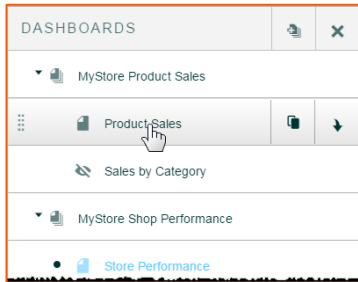 DASHBOARDS
MyStore Product Sales
Product Sales
Sales by Category
MyStore Shop Performance
Store Performance